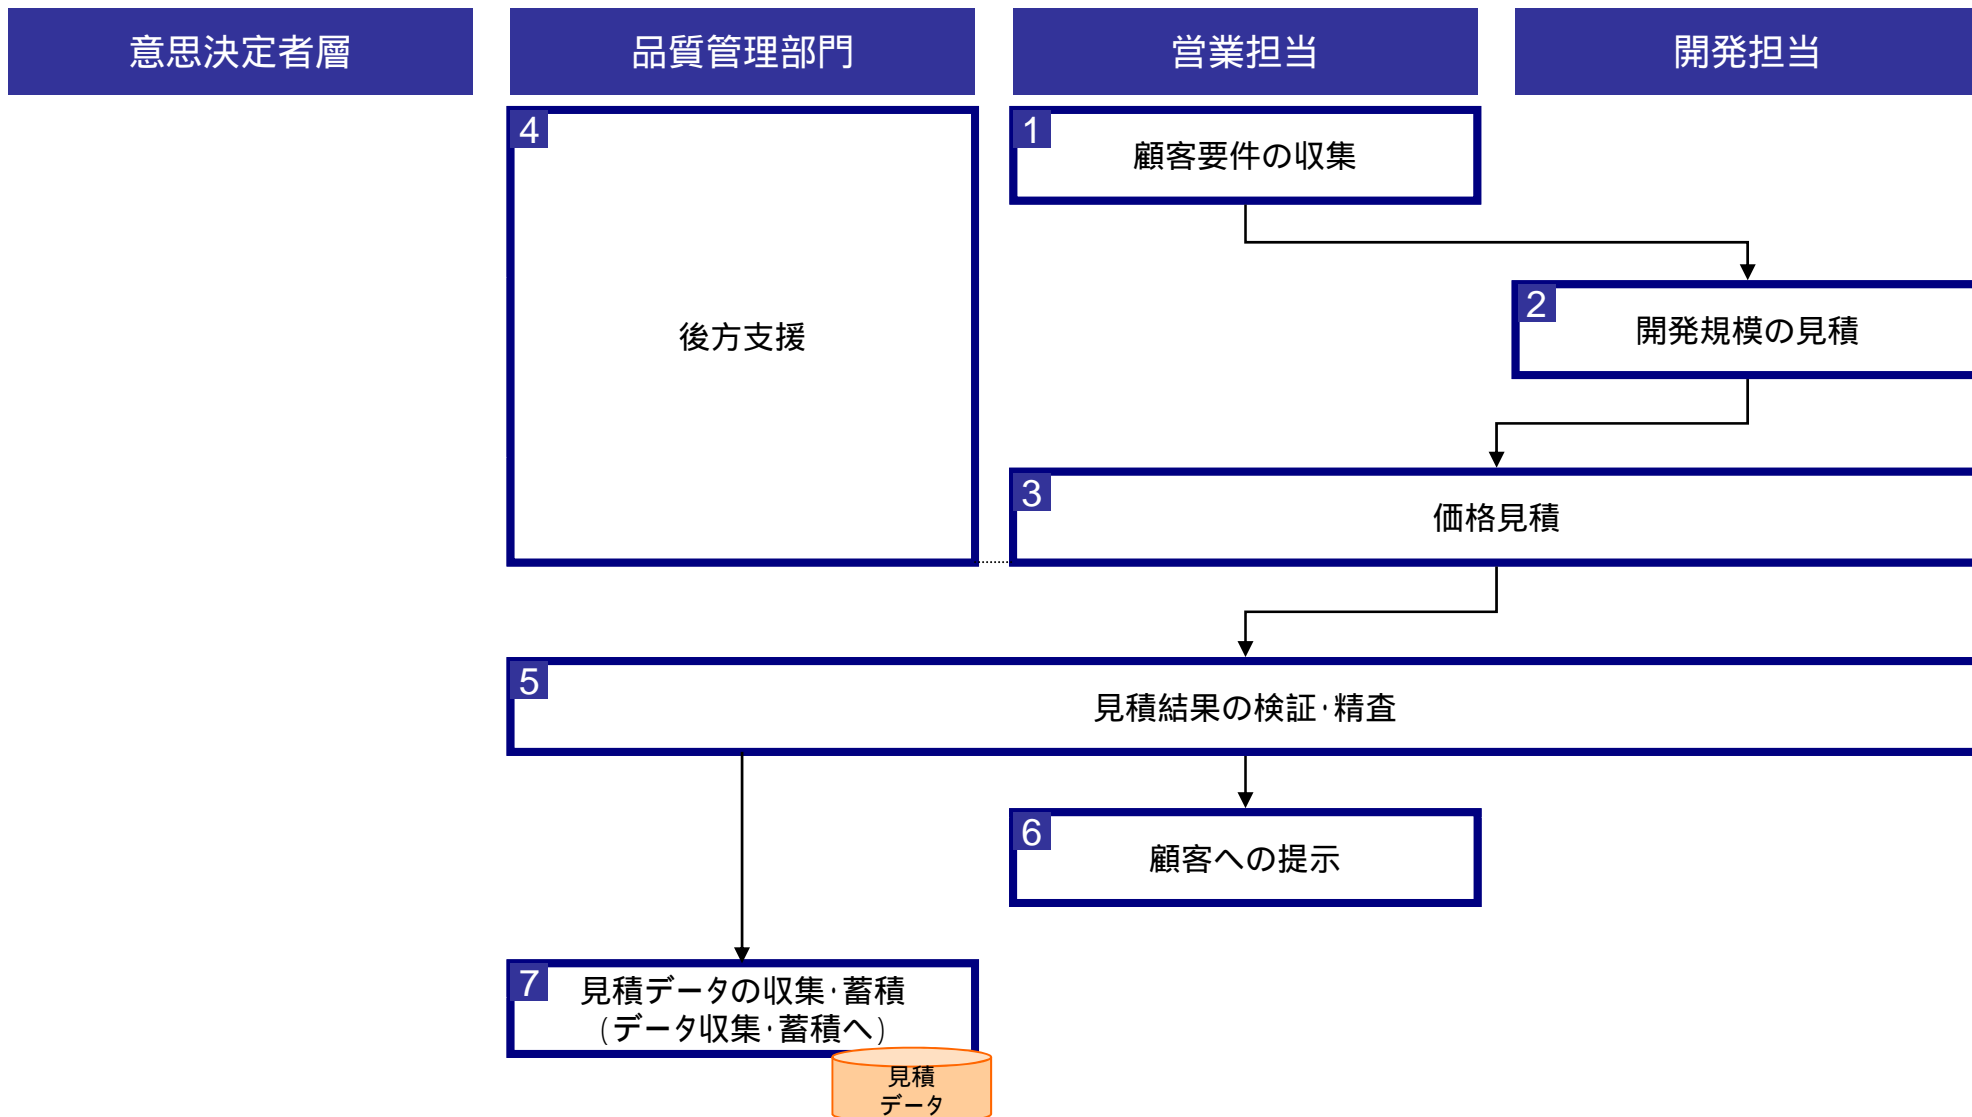 意思決定者層
品質管理部門
営業担当
開発担当
4
後方支援
1
顧客要件の収集
2
開発規模の見積
3
価格見積
5
見積結果の検証・精査
6
顧客への提示
7
見積データの収集・蓄積
(データ収集・蓄積へ)
見積
データ